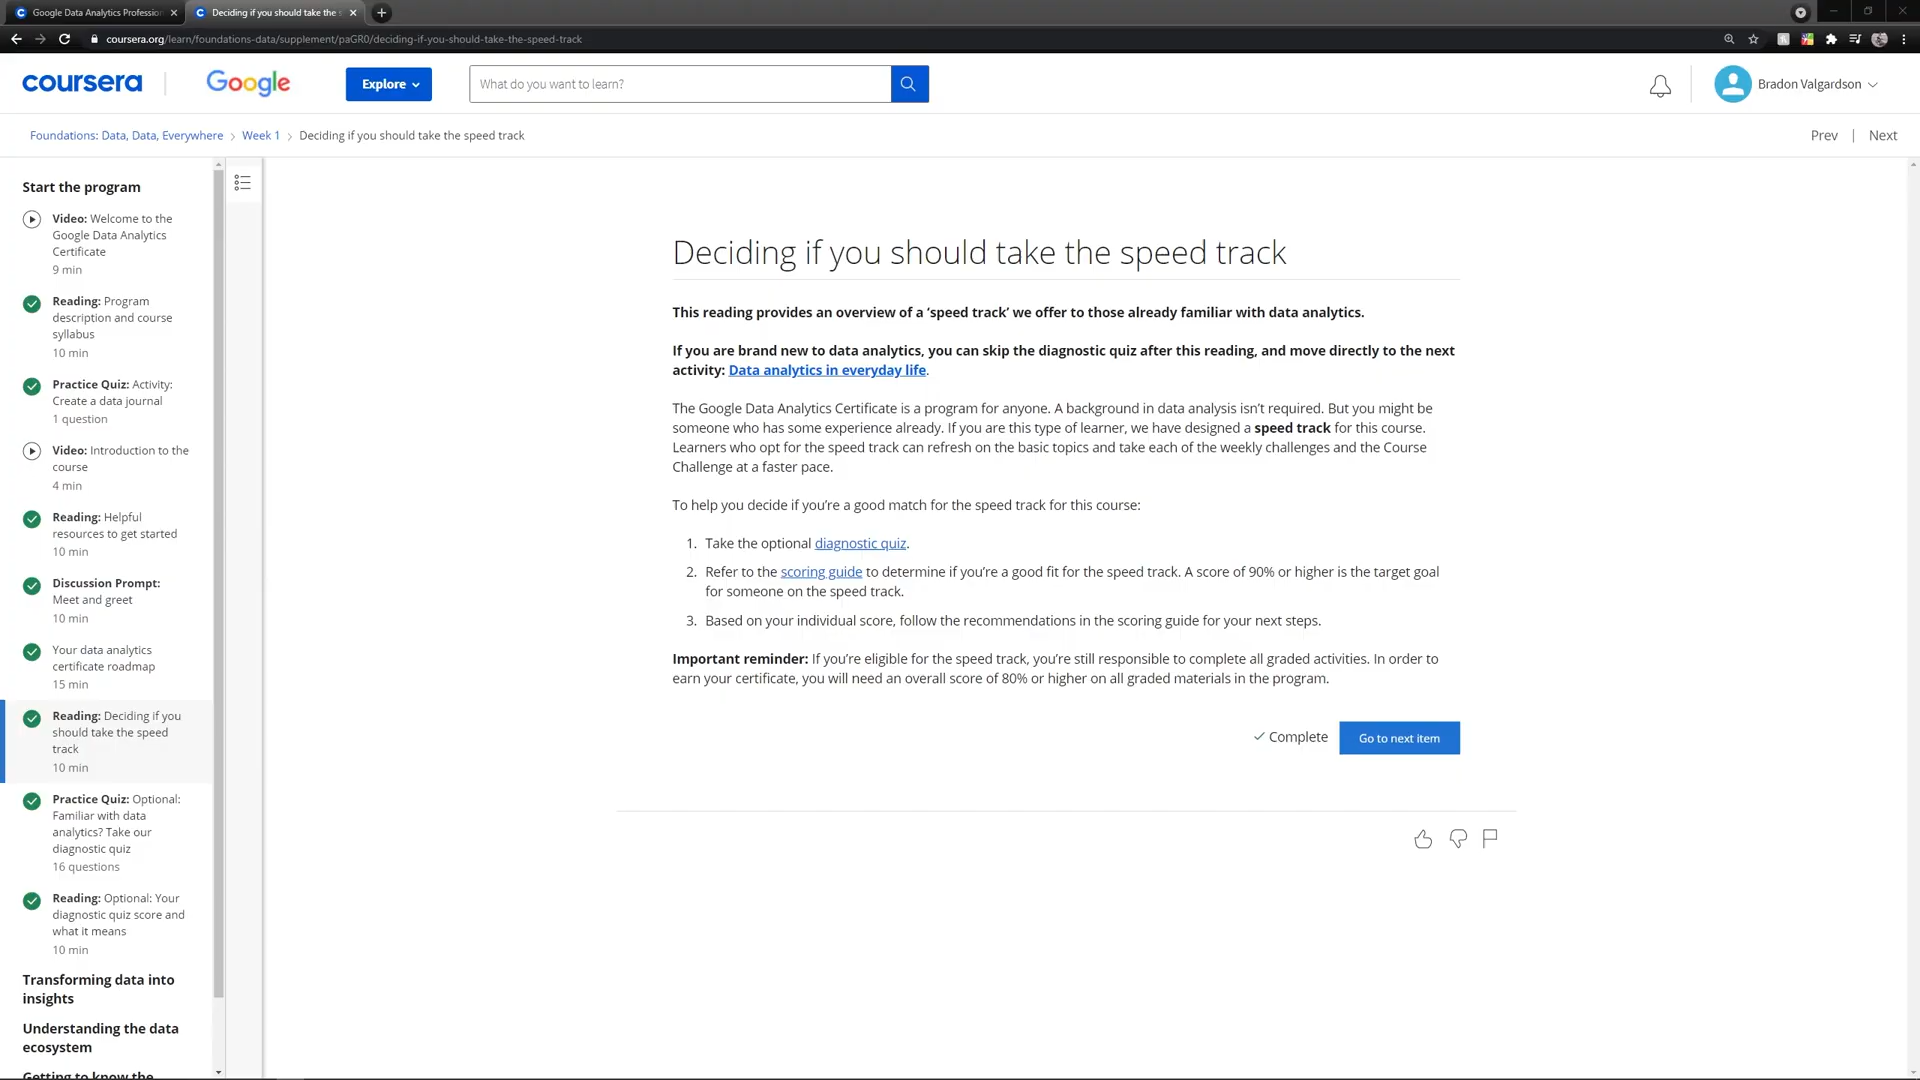 Google Data Analytics Profession
Deciding if you should take the s
coursera.org/learn/foundations-data/supplement/paGR0/deciding-if-you-should-take-the-speed-track
coursera
Google
Explore
What do you want to learn?
Bradon Valgardson
Foundations: Data, Data, Everywhere
Week 1
Deciding if you should take the speed track
Prev | Next
Start the program
Video: Welcome to the
Google Data Analytics
Certificate
9 min
Reading: Program
description and course
syllabus
10 min
Practice Quiz: Activity:
Create a data journal
1 question
Video: Introduction to the
course
4 min
Reading: Helpful
resources to get started
10 min
Discussion Prompt:
Meet and greet
10 min
Your data analytics
certificate roadmap
15 min
Reading: Deciding if you
should take the speed
track
10 min
Practice Quiz: Optional:
Familiar with data
analytics? Take our
diagnostic quiz
16 questions
Reading: Optional: Your
diagnostic quiz score and
what it means
10 min
Transforming data into
insights
Understanding the data
ecosystem
Getting to know the
Deciding if you should take the speed track
This reading provides an overview of a ‘speed track’ we offer to those already familiar with data analytics.
If you are brand new to data analytics, you can skip the diagnostic quiz after this reading, and move directly to the next
activity: Data analytics in everyday life.
The Google Data Analytics Certificate is a program for anyone. A background in data analysis isn’t required. But you might be
someone who has some experience already. If you are this type of learner, we have designed a speed track for this course.
Learners who opt for the speed track can refresh on the basic topics and take each of the weekly challenges and the Course
Challenge at a faster pace.
To help you decide if you’re a good match for the speed track for this course:
1. Take the optional diagnostic quiz.
2. Refer to the scoring guide to determine if you’re a good fit for the speed track. A score of 90% or higher is the target goal
for someone on the speed track.
3. Based on your individual score, follow the recommendations in the scoring guide for your next steps.
Important reminder: If you’re eligible for the speed track, you’re still responsible to complete all graded activities. In order to
earn your certificate, you will need an overall score of 80% or higher on all graded materials in the program.
Complete
Go to next item